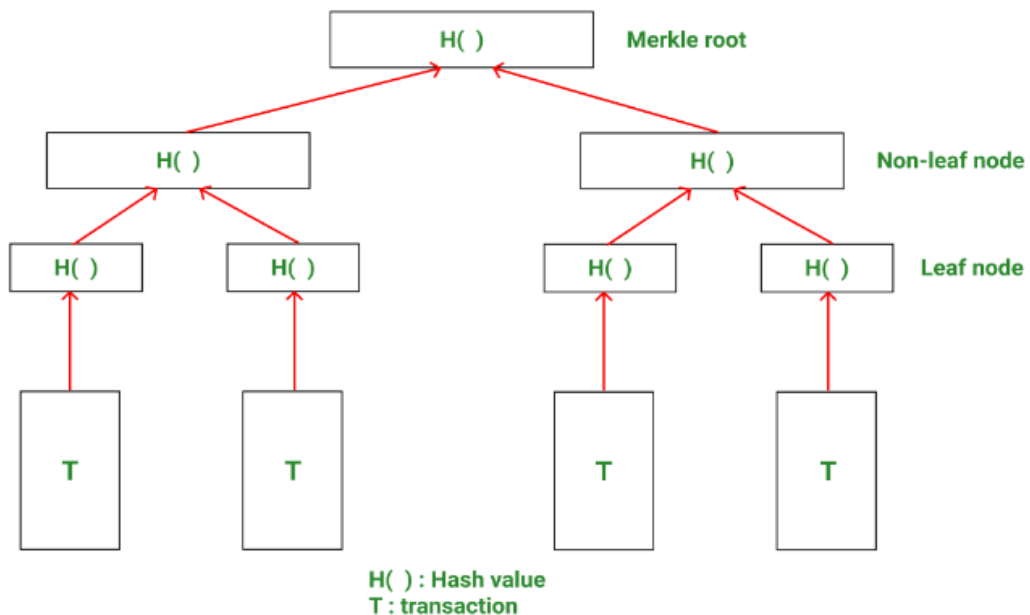 H( ) Merkle root
H( ) H( ) Non-leaf node
H( ) H( ) H( ) H( ) Leaf node
T T T T
H( ) : Hash value
T : transaction